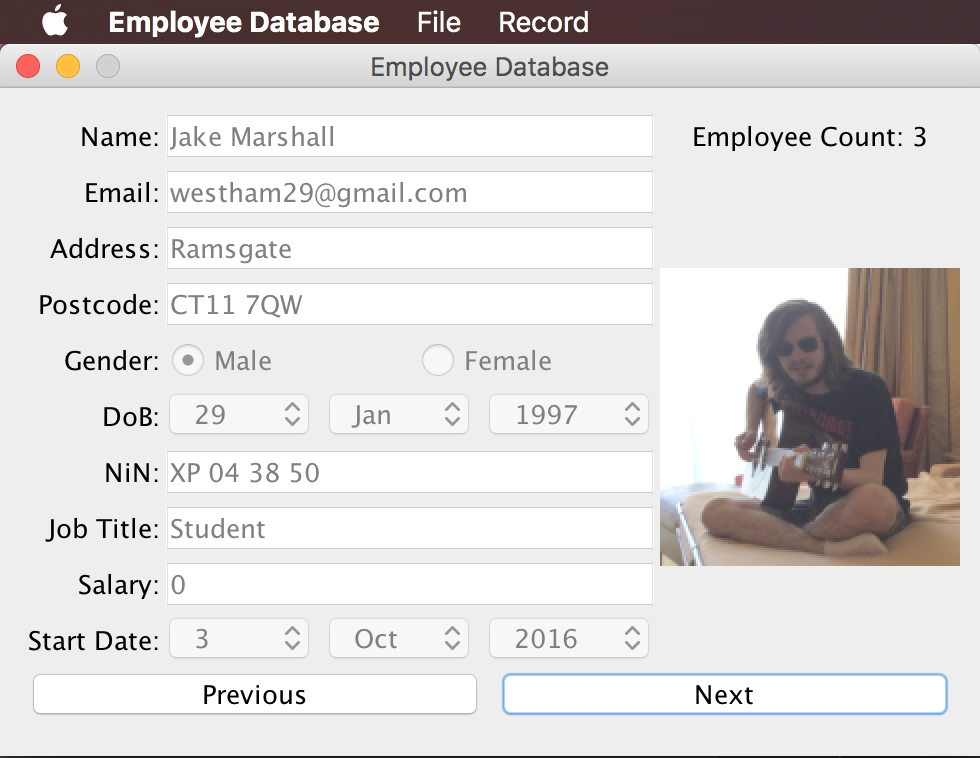 Employee Database File Record
Employee Database
Name: Jake Marshall Employee Count: 3
Email: westham29@gmail.com
Address: Ramsgate
Postcode: CT11 7QW
Gender: Male Female
DoB: 29 Jan 1997
NiN: XP 04 38 50
Job Title: Student
Salary: 0
Start Date: 3 Oct 2016
Previous Next